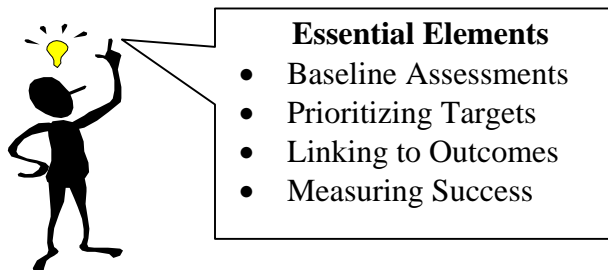 Essential Elements
• Baseline Assessments
• Prioritizing Targets
• Linking to Outcomes
• Measuring Success